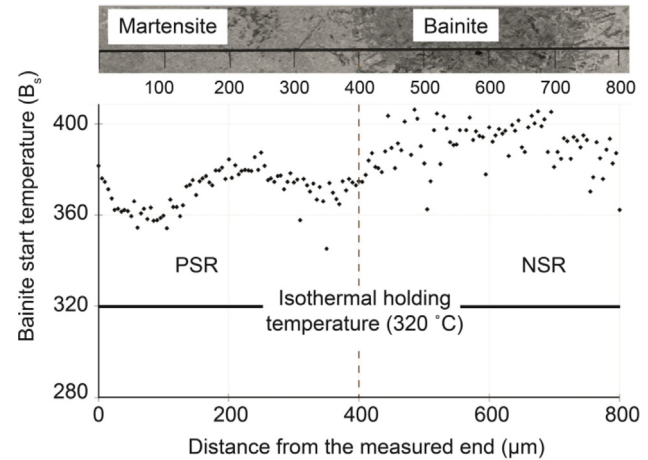 Martensite
Bainite
100 200 300 400 500 600 700 800
Bainite start temperature (Bs)
400
360
320
280
PSR
NSR
Isothermal holding
temperature (320 ˚C)
0 200 400 600 800
Distance from the measured end (μm)